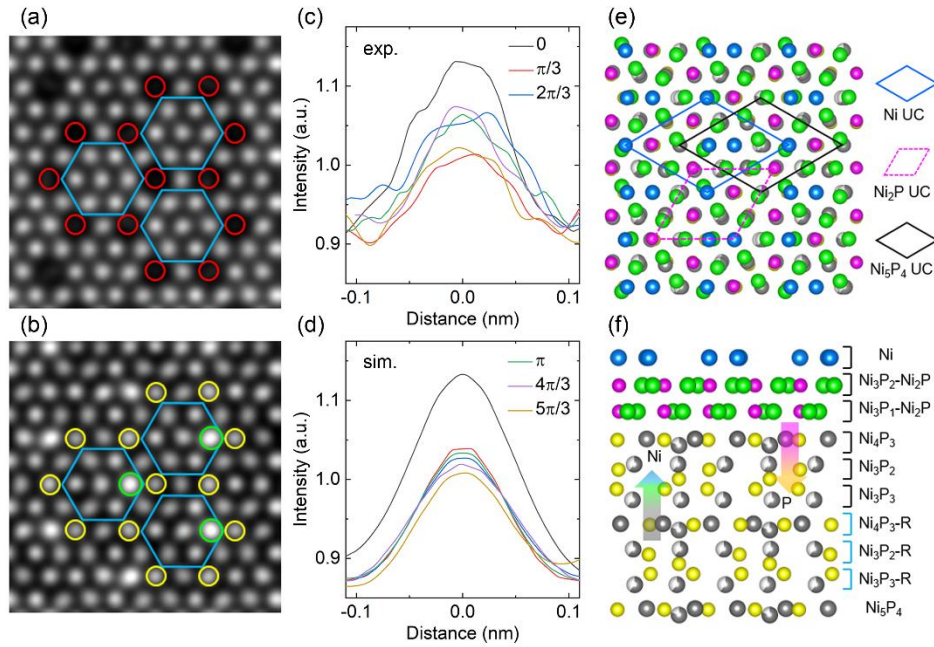 (a)
(b)
(c)
exp.
0
π/3
2π/3
Intensity (a.u.)
1.1
1.0
0.9
-0.1
0.0
0.1
Distance (nm)
(d)
sim.
π
4π/3
5π/3
Intensity (a.u.)
1.1
1.0
0.9
-0.1
0.0
0.1
Distance (nm)
(e)
Ni UC
Ni₂P UC
Ni₅P₄ UC
(f)
Ni
Ni₃P₂-Ni₂P
Ni₃P₁-Ni₂P
Ni₄P₃
Ni₃P₂
Ni₃P₃
Ni₄P₃-R
Ni₃P₂-R
Ni₃P₃-R
Ni₅P₄
Ni
P